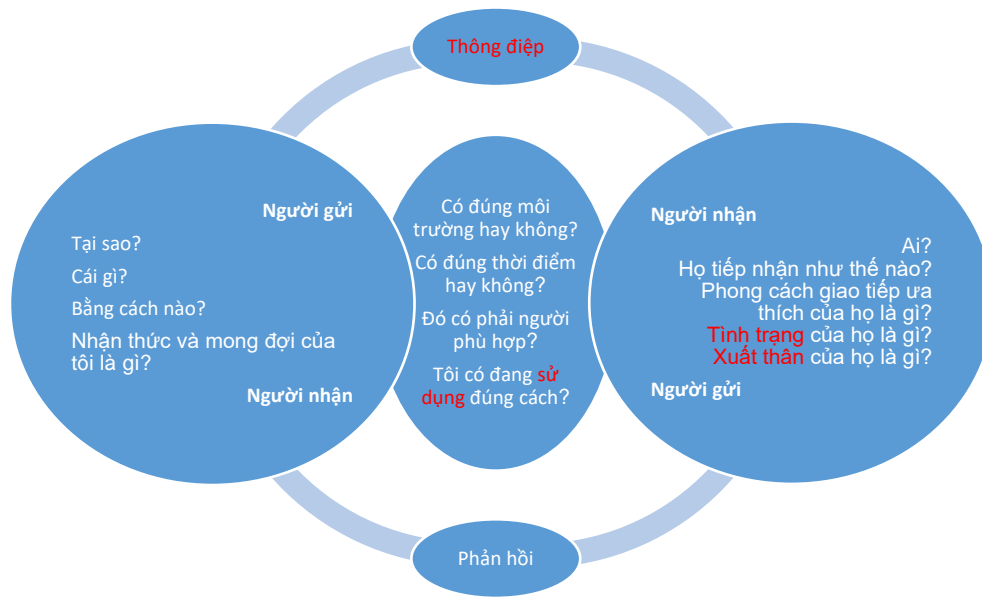 Thông điệp
Người gửi
Tại sao?
Cái gì?
Bằng cách nào?
Nhận thức và mong đợi của
tôi là gì?
Người nhận
Có đúng môi
trường hay không?
Có đúng thời điểm
hay không?
Đó có phải người
phù hợp?
Tôi có đang sử
dụng đúng cách?
Người nhận
Ai?
Họ tiếp nhận như thế nào?
Phong cách giao tiếp ưa
thích của họ là gì?
Tình trạng của họ là gì?
Xuất thân của họ là gì?
Người gửi
Phản hồi